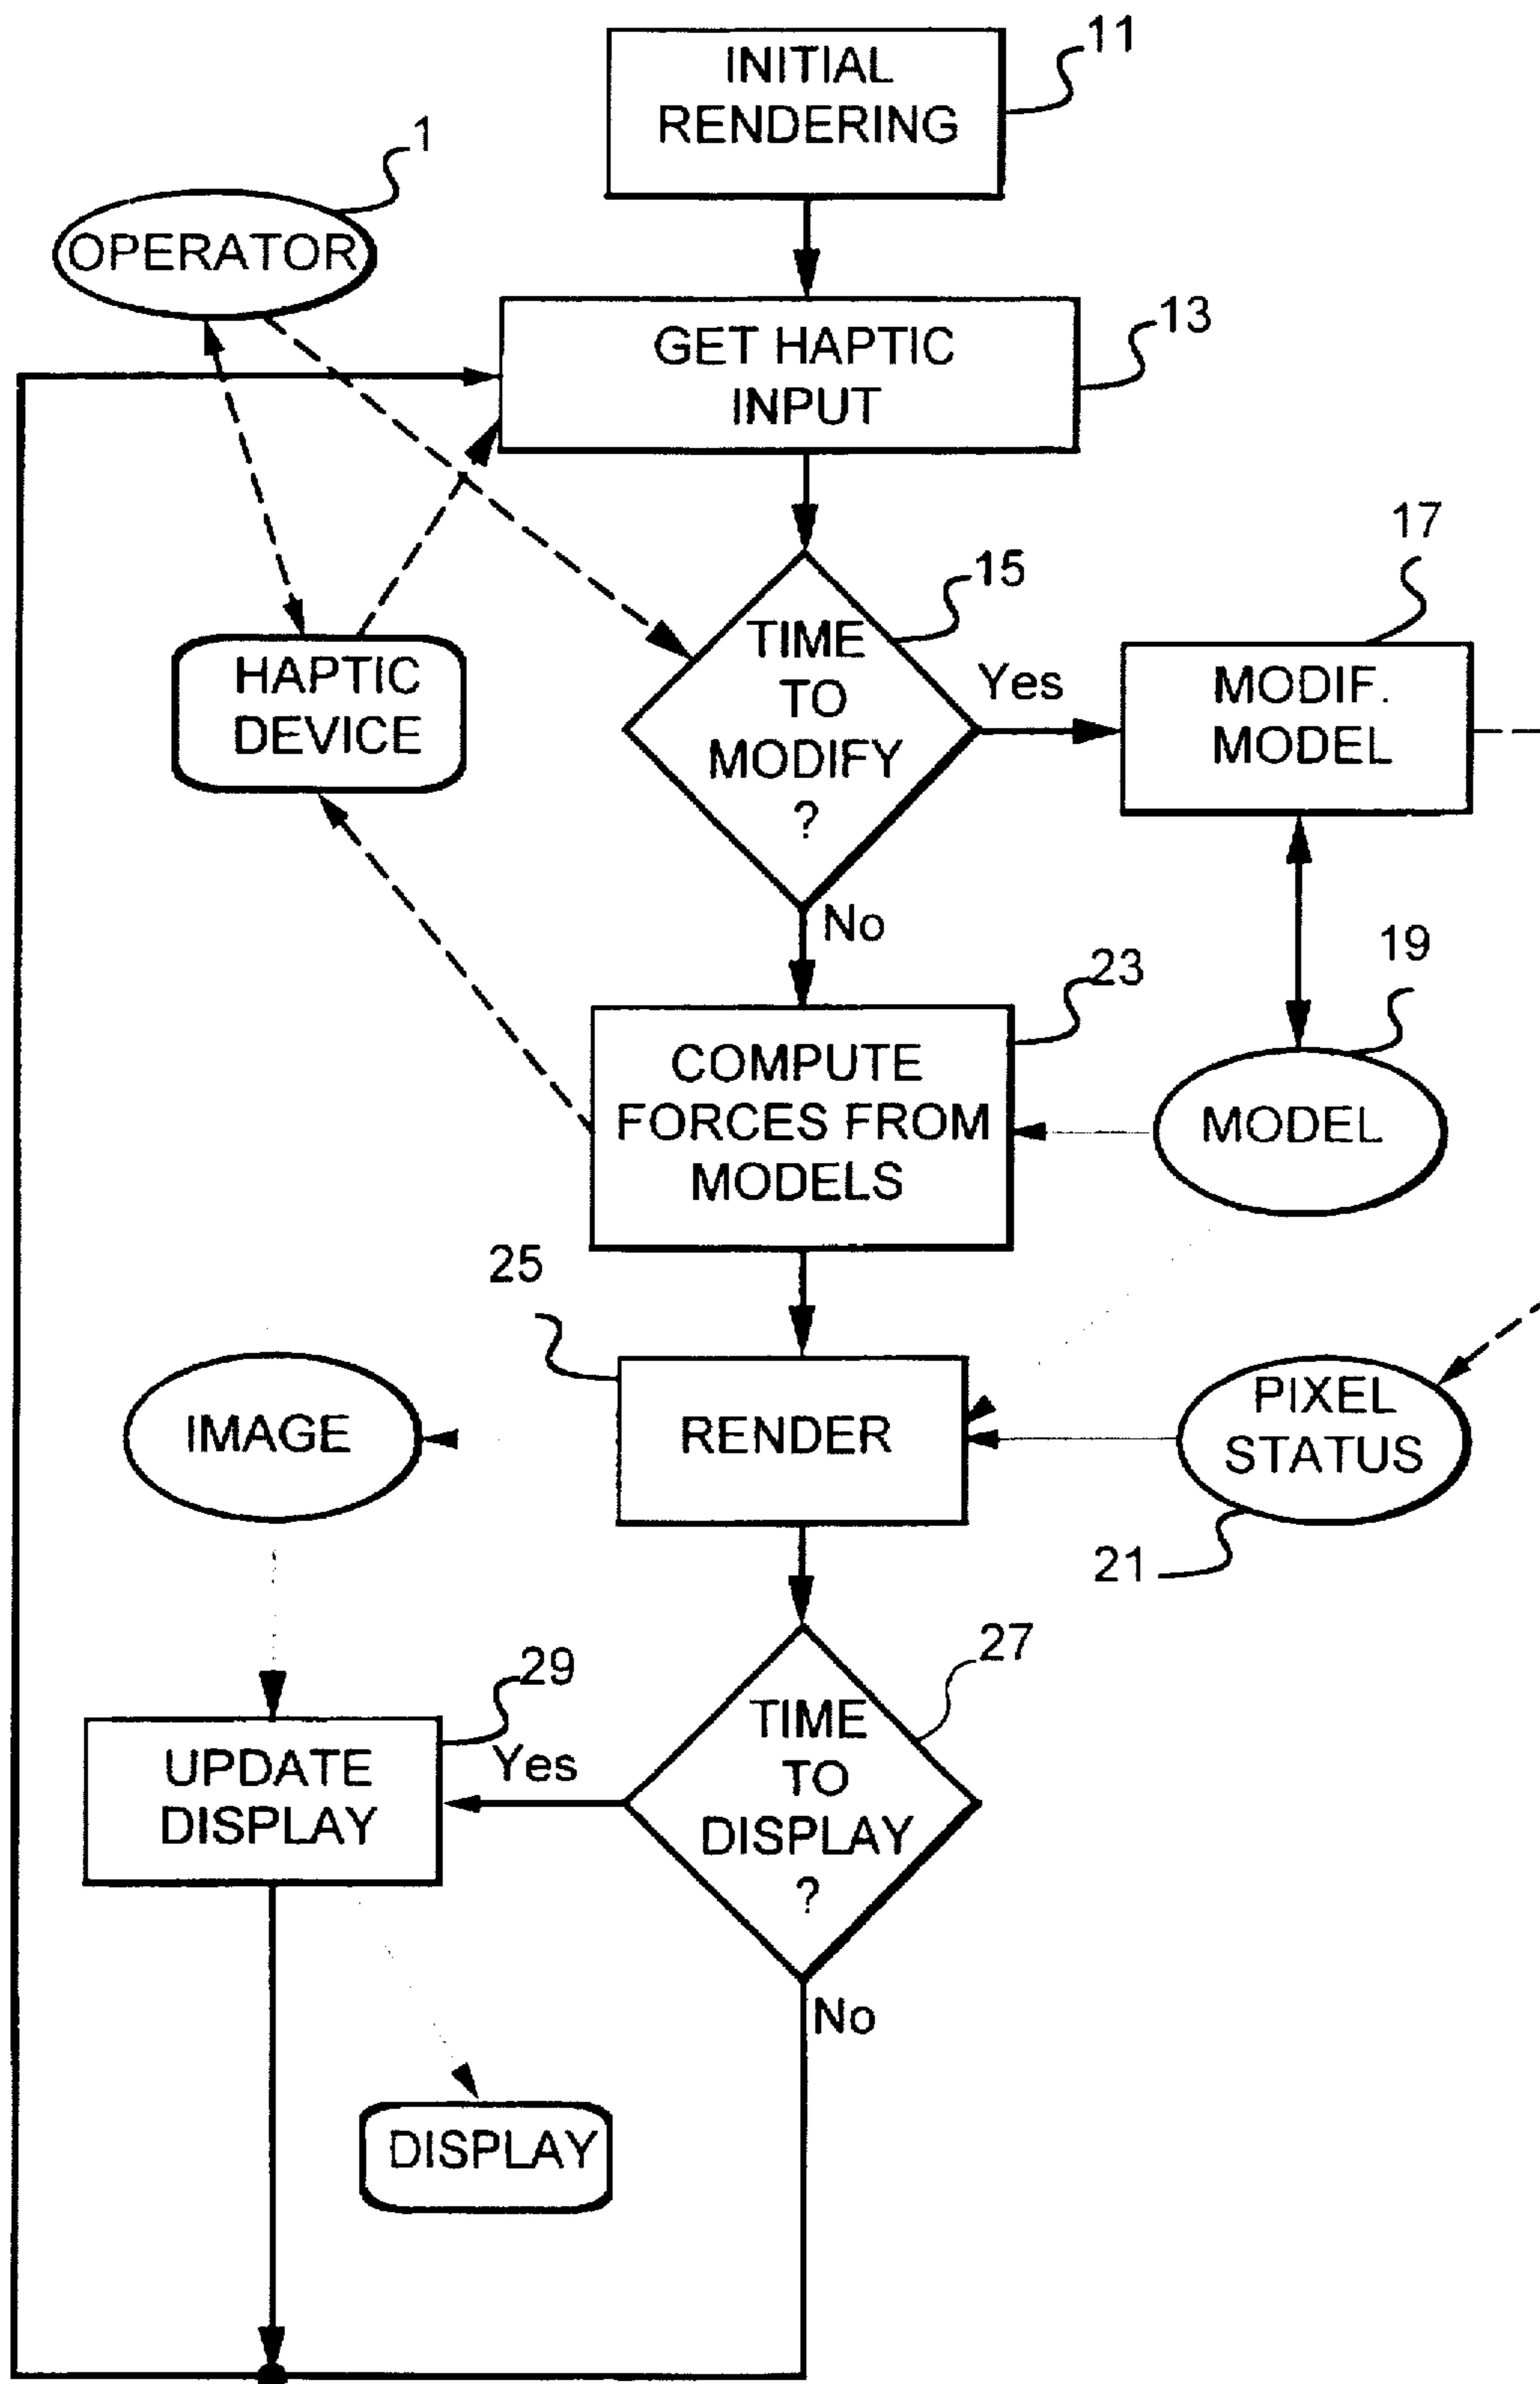 INITIAL
RENDERING
11
1
OPERATOR
GET HAPTIC
INPUT
13
HAPTIC
DEVICE
TIME
TO
MODIFY
?
15
Yes
No
MODIF.
MODEL
17
COMPUTE
FORCES FROM
MODELS
23
MODEL
19
25
IMAGE
RENDER
PIXEL
STATUS
21
UPDATE
DISPLAY
29
Yes
TIME
TO
DISPLAY
?
27
No
DISPLAY